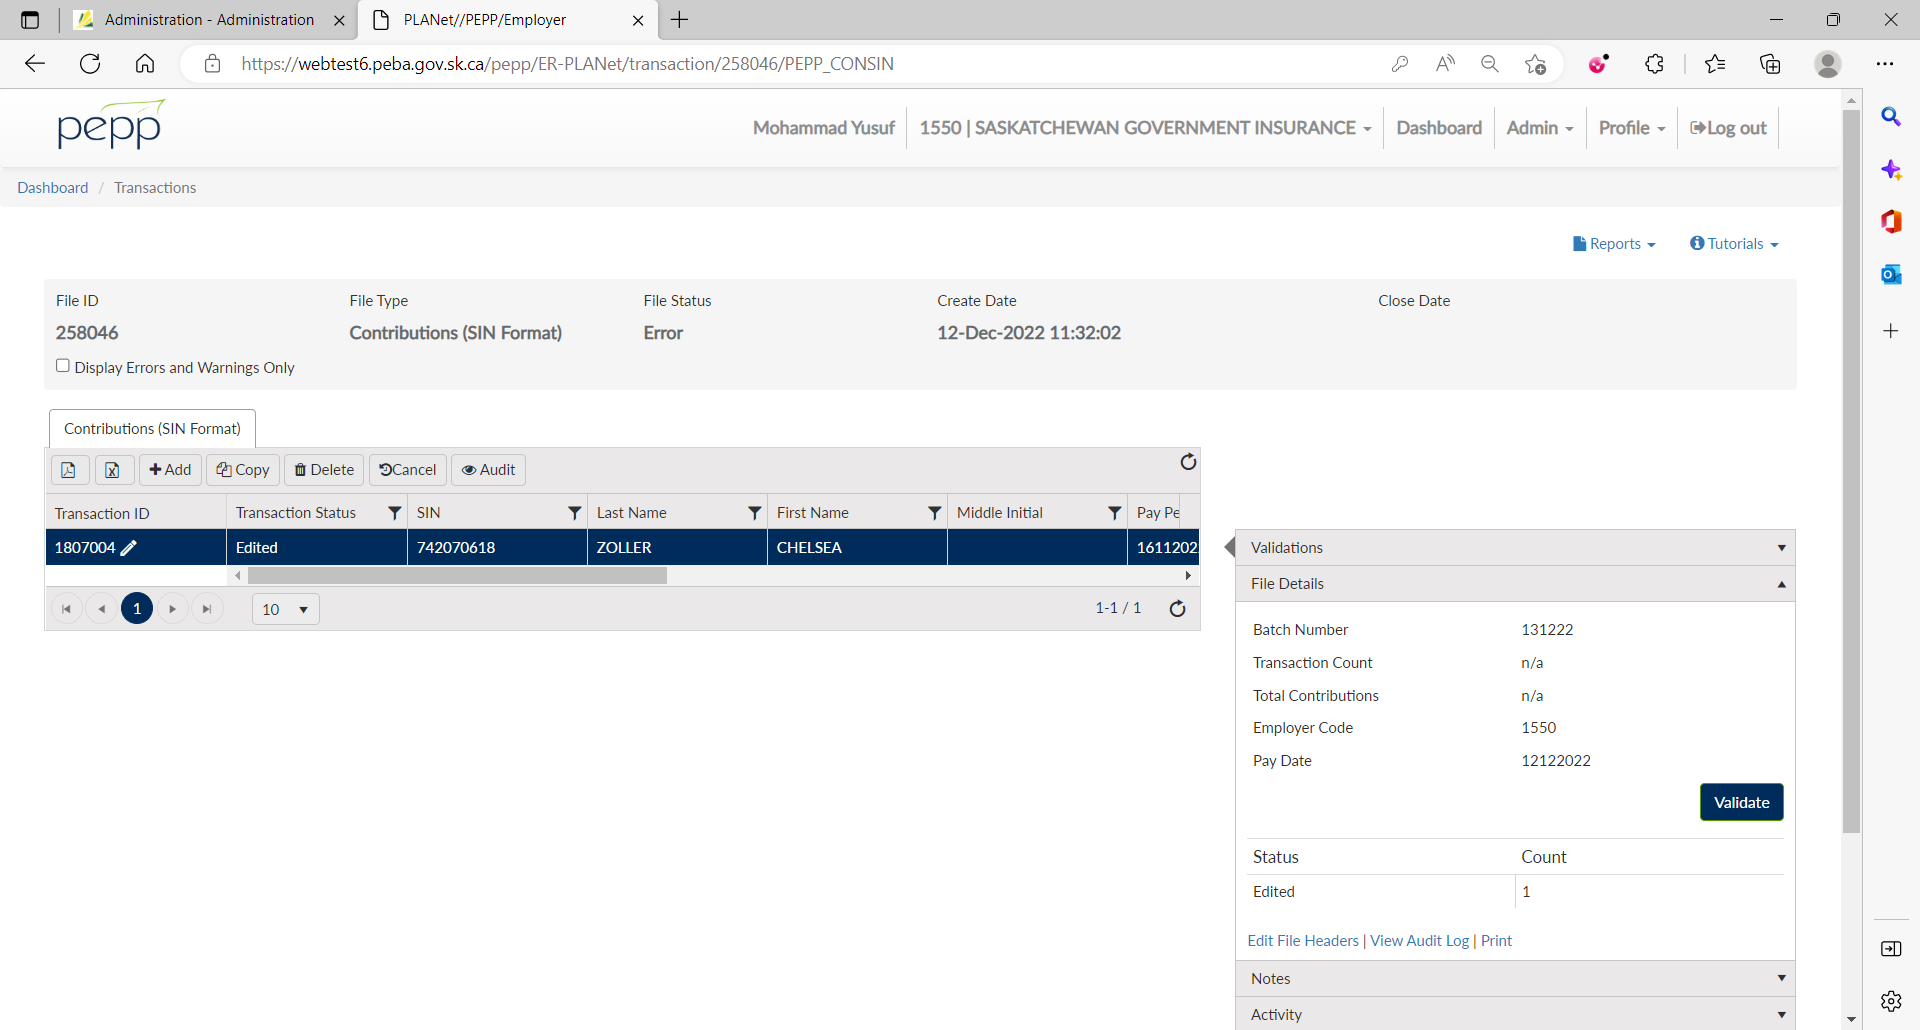 Administration - Administration
PLANet//PEPP/Employer
https://webtest6.peba.gov.sk.ca/pepp/ER-PLANet/transaction/258046/PEPP_CONSIN
pepp
Mohammad Yusuf
1550 | SASKATCHEWAN GOVERNMENT INSURANCE
Dashboard
Admin
Profile
Log out
Dashboard / Transactions
Reports
Tutorials
File ID
File Type
File Status
Create Date
Close Date
258046
Contributions (SIN Format)
Error
12-Dec-2022 11:32:02
Display Errors and Warnings Only
Contributions (SIN Format)
Add
Copy
Delete
Cancel
Audit
Transaction ID
Transaction Status
SIN
Last Name
First Name
Middle Initial
Pay Pe
1807004
Edited
742070618
ZOLLER
CHELSEA
1611202
1
10
1-1 / 1
Validations
File Details
Batch Number 131222
Transaction Count n/a
Total Contributions n/a
Employer Code 1550
Pay Date 12122022
Validate
Status Count
Edited 1
Edit File Headers | View Audit Log | Print
Notes
Activity